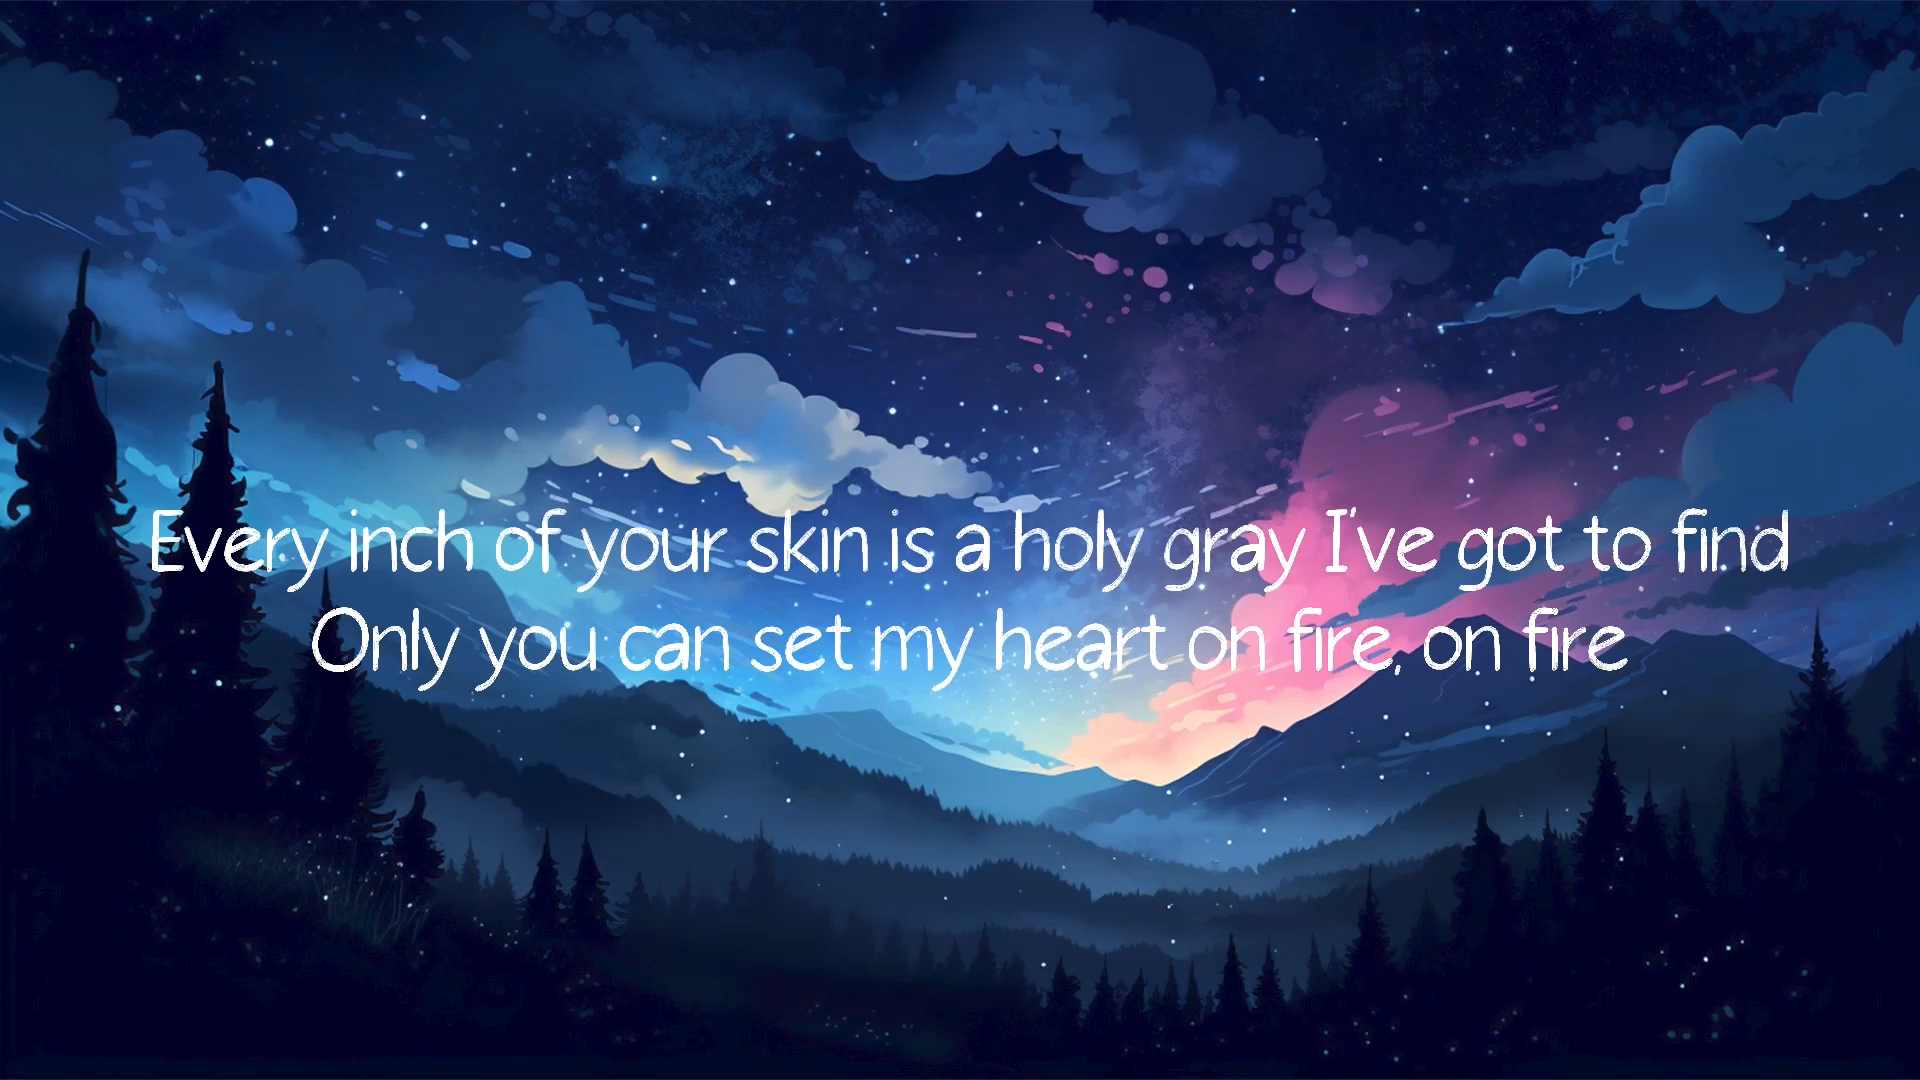 Every inch of your skin is a holy gray I've got to find
Only you can set my heart on fire, on fire